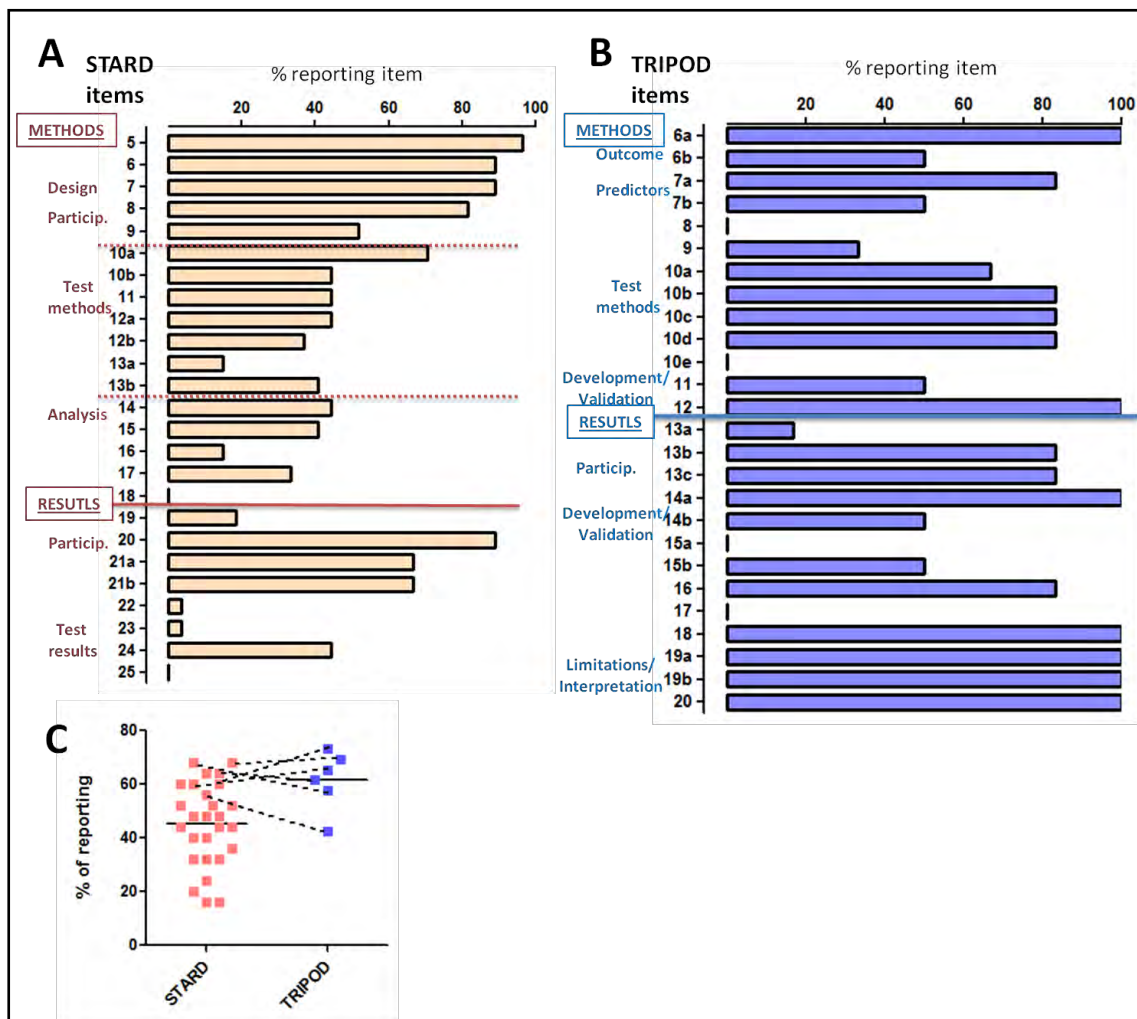 A
STARD
items
% reporting item
20 40 60 80 100
METHODS
5
6
Design
7
Particip.
8
9
10a
10b
Test
methods
11
12a
12b
13a
13b
Analysis
14
15
16
17
RESUTLS
18
19
Particip.
20
21a
21b
22
Test
results
23
24
25
B
TRIPOD
items
% reporting item
20 40 60 80 100
METHODS
6a
Outcome
6b
Predictors
7a
7b
8
9
10a
Test
methods
10b
10c
10d
10e
Development/
Validation
11
12
RESUTLS
13a
13b
Particip.
13c
14a
Development/
Validation
14b
15a
15b
16
17
18
Limitations/
Interpretation
19a
19b
20
C
% of reporting
80
60
40
20
0
STARD
TRIPOD